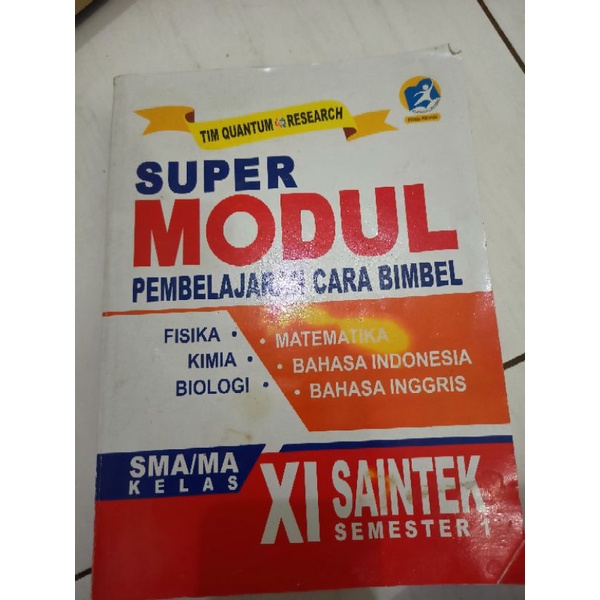 TIM QUANTUM RESEARCH
SUPER
MODUL
PEMBELAJARAN CARA BIMBEL
FISIKA • • MATEMATIKA
KIMIA • • BAHASA INDONESIA
BIOLOGI • • BAHASA INGGRIS
SMA/MA
KELAS
XI SAINTEK
SEMESTER 1